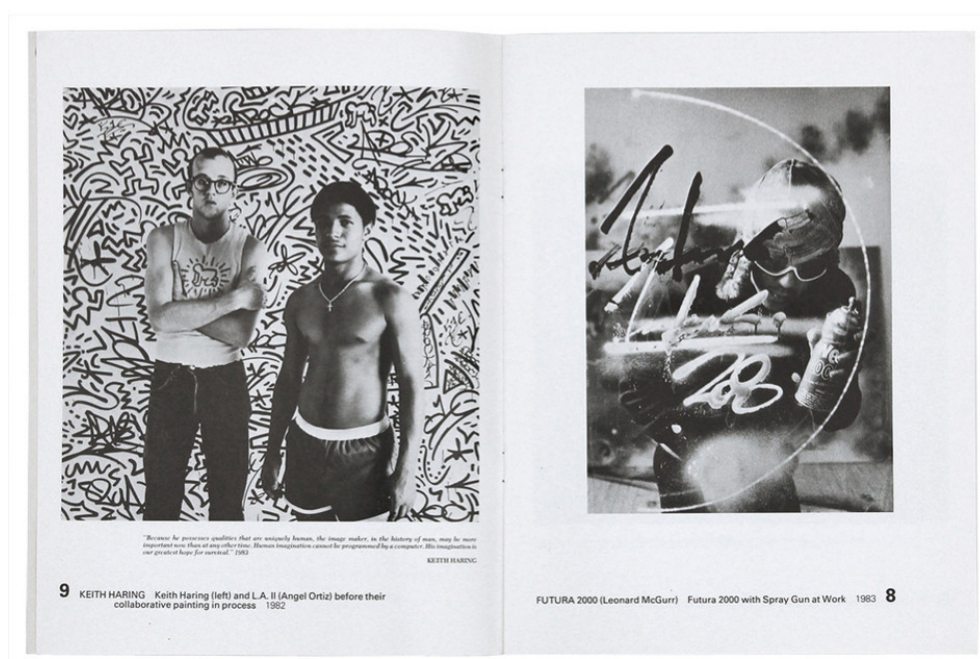 "Because he possesses qualities that are uniquely human, the image maker, in the history of man, may be more
important now than at any other time. Human imagination cannot be programmed by a computer. His imagination is
our greatest hope for survival." 1983
KEITH HARING
9 KEITH HARING Keith Haring (left) and L.A. II (Angel Ortiz) before their
collaborative painting in process 1982
Futura
FUTURA 2000 (Leonard McGurr) Futura 2000 with Spray Gun at Work 1983 8